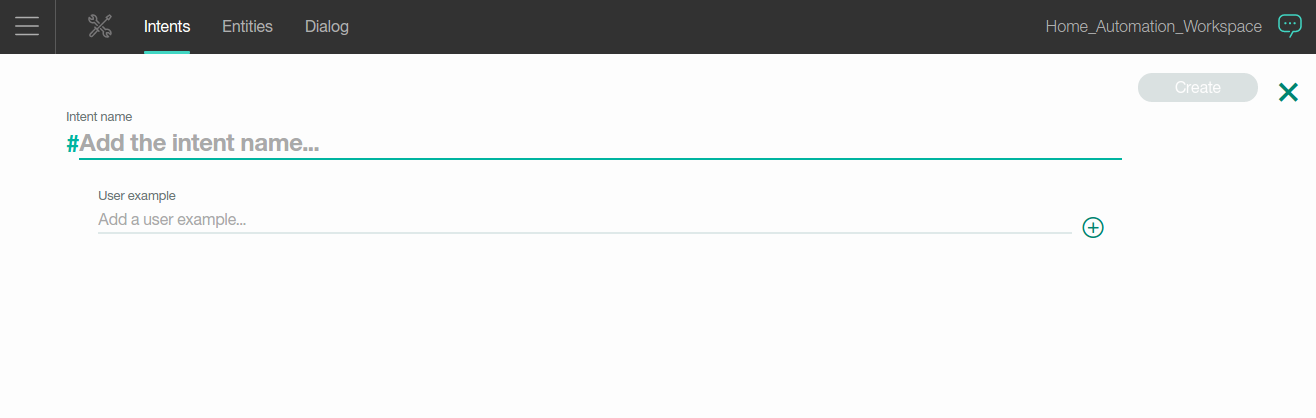 Intents Entities Dialog Home_Automation_Workspace
Create
Intent name
#Add the intent name...
User example
Add a user example...